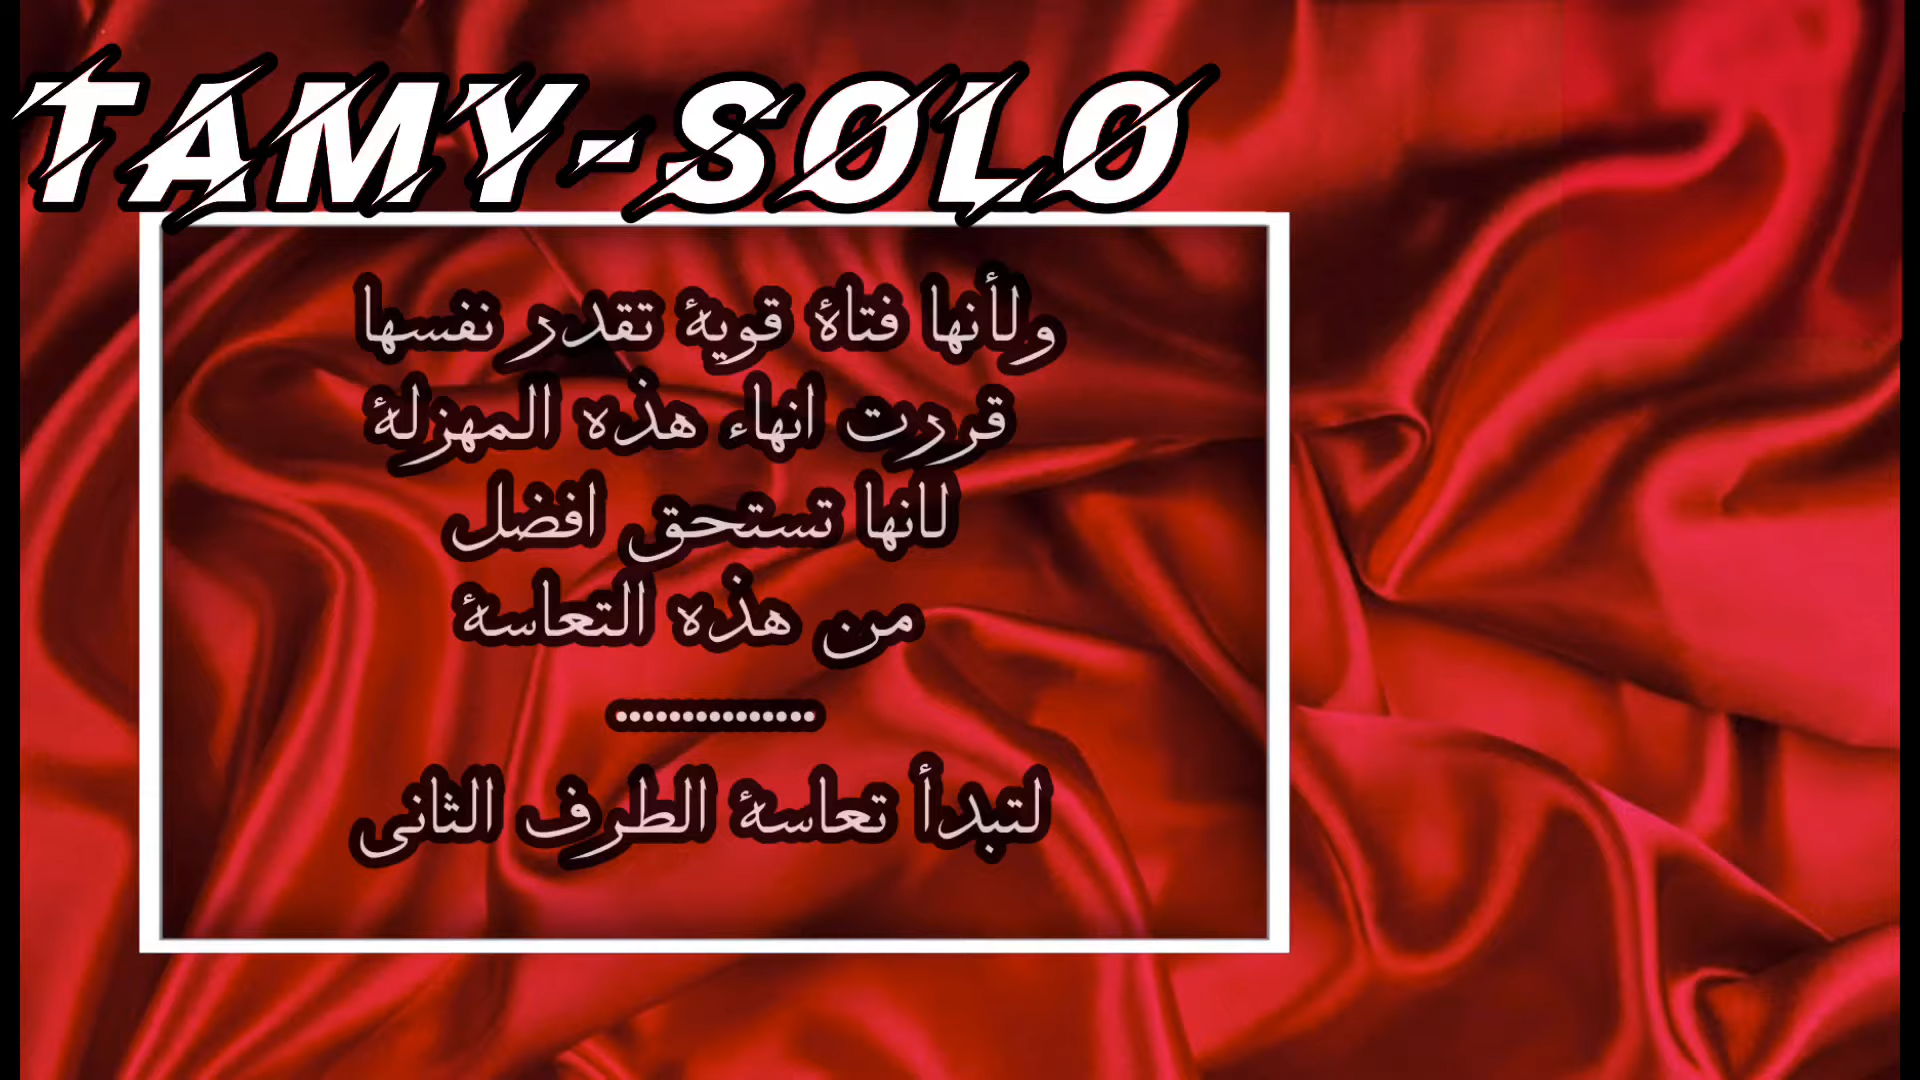 TAMY-SOLO
ولأنها فتاة قوية تقدر نفسها
قررت انهاء هذه المهزلة
لانها تستحق افضل
من هذه التعاسة
...............
لتبدأ تعاسة الطرف الثانى